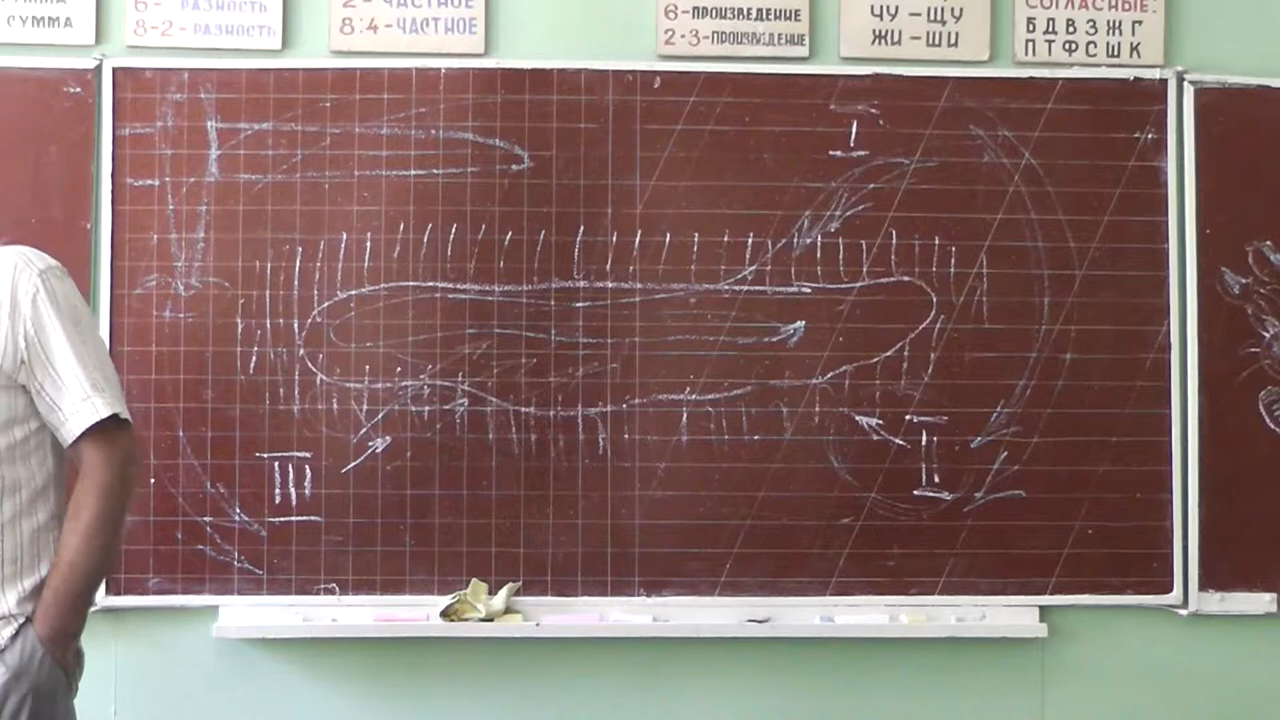 СУММА
6- РАЗНОСТЬ
8-2- РАЗНОСТЬ
2- ЧАСТНОЕ
8:4-ЧАСТНОЕ
6-ПРОИЗВЕДЕНИЕ
2·3-ПРОИЗВЕДЕНИЕ
ЧУ – ЩУ
ЖИ – ШИ
СОГЛАСНЫЕ:
Б Д В З Ж Г
П Т Ф С Ш К
I
II
III